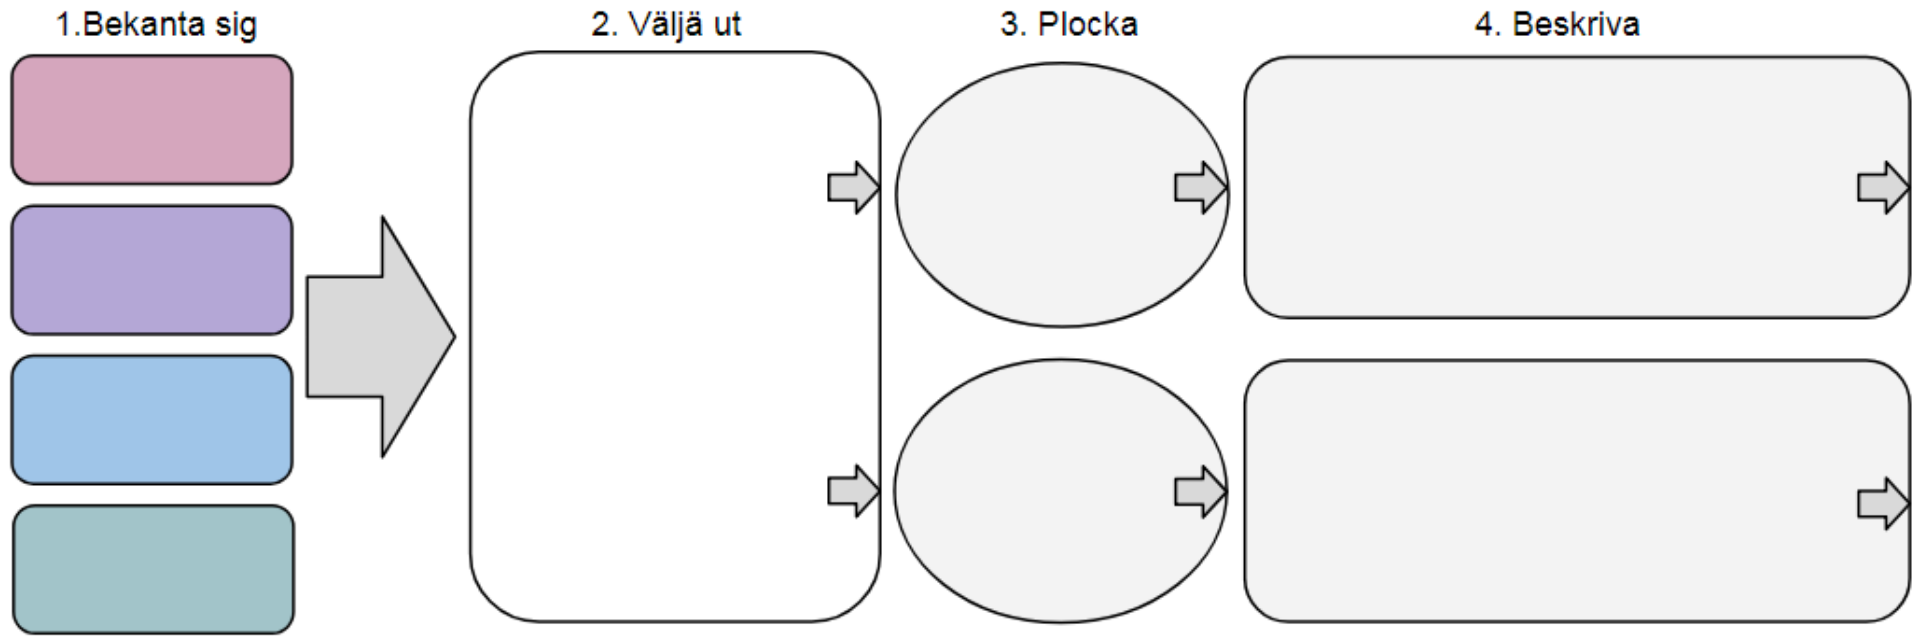 1.Bekanta sig
2. Väljä ut
3. Plocka
4. Beskriva